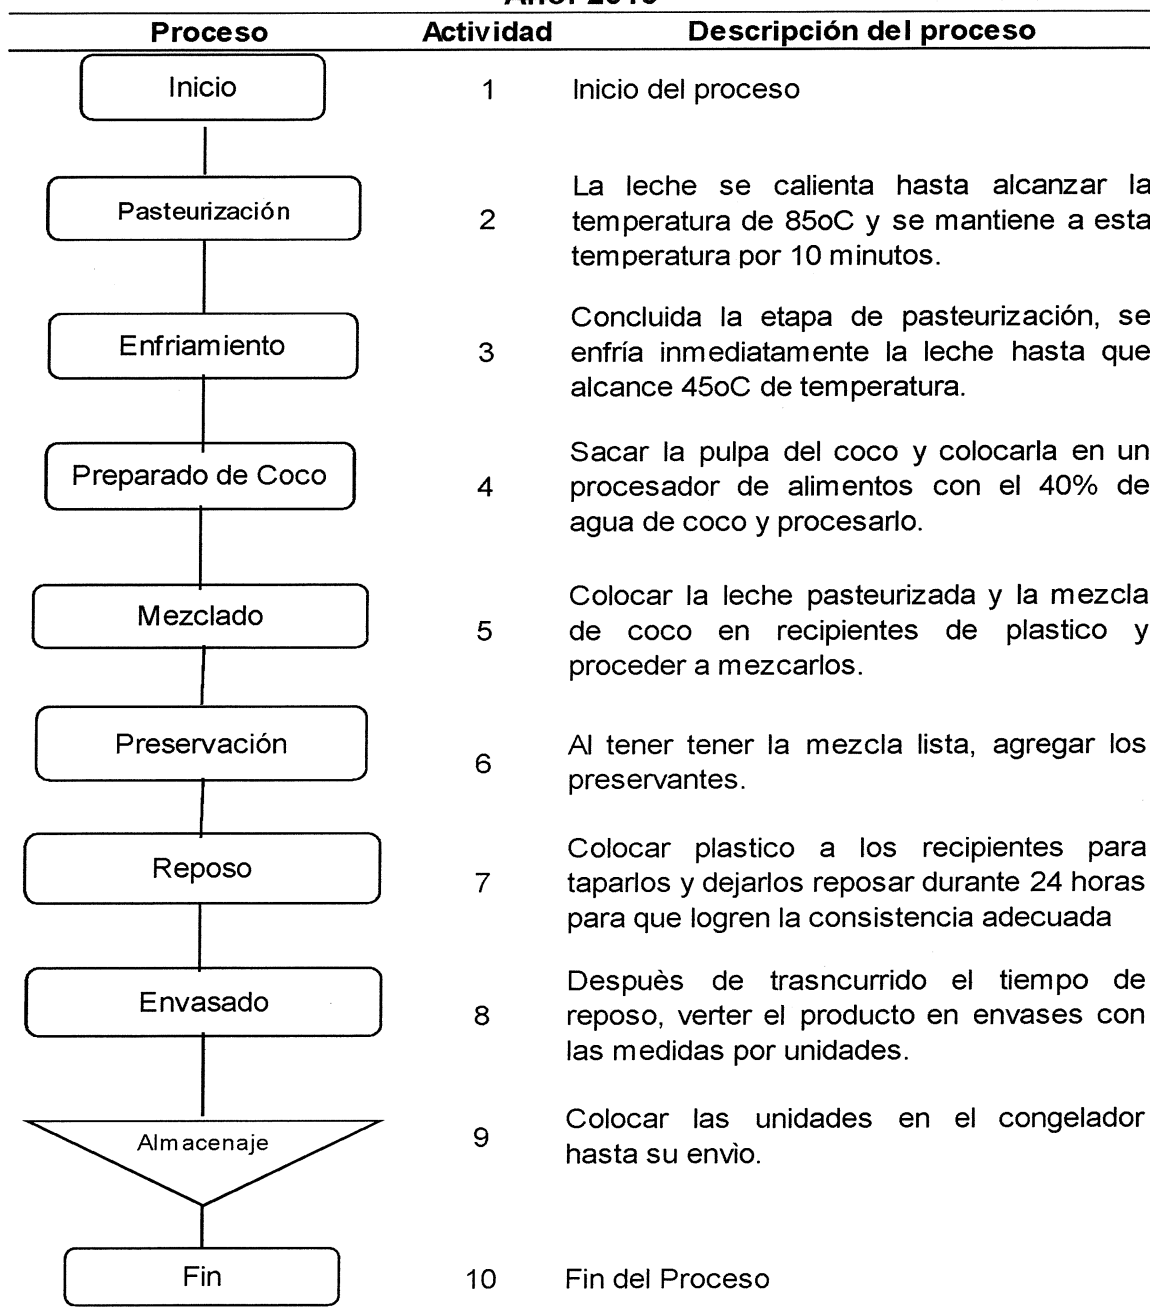 Proceso Actividad Descripción del proceso
Inicio 1 Inicio del proceso
La leche se calienta hasta alcanzar la
Pasteurización 2 temperatura de 85oC y se mantiene a esta
temperatura por 10 minutos.
Concluida la etapa de pasteurización, se
Enfriamiento 3 enfría inmediatamente la leche hasta que
alcance 45oC de temperatura.
Sacar la pulpa del coco y colocarla en un
Preparado de Coco 4 procesador de alimentos con el 40% de
agua de coco y procesarlo.
Colocar la leche pasteurizada y la mezcla
Mezclado 5 de coco en recipientes de plastico y
proceder a mezcarlos.
Preservación 6 Al tener tener la mezcla lista, agregar los
preservantes.
Colocar plastico a los recipientes para
Reposo 7 taparlos y dejarlos reposar durante 24 horas
para que logren la consistencia adecuada
Despuès de trasncurrido el tiempo de
Envasado 8 reposo, verter el producto en envases con
las medidas por unidades.
Almacenaje 9 Colocar las unidades en el congelador
hasta su envìo.
Fin 10 Fin del Proceso